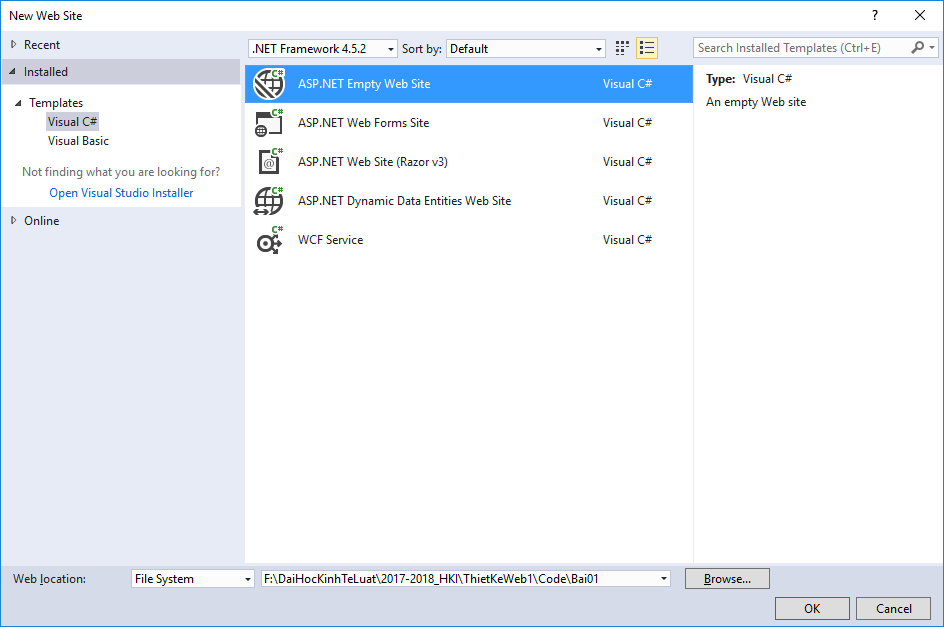 New Web Site
?
Recent
.NET Framework 4.5.2 Sort by: Default
Search Installed Templates (Ctrl+E)
Installed
Templates
Visual C#
Visual Basic
Not finding what you are looking for?
Open Visual Studio Installer
Online
C# ASP.NET Empty Web Site Visual C#
C# ASP.NET Web Forms Site Visual C#
C# @ ASP.NET Web Site (Razor v3) Visual C#
C# ASP.NET Dynamic Data Entities Web Site Visual C#
C# WCF Service Visual C#
Type: Visual C#
An empty Web site
Web location: File System F:\DaiHocKinhTeLuat\2017-2018_HKI\ThietKeWeb1\Code\Bai01 Browse...
OK Cancel